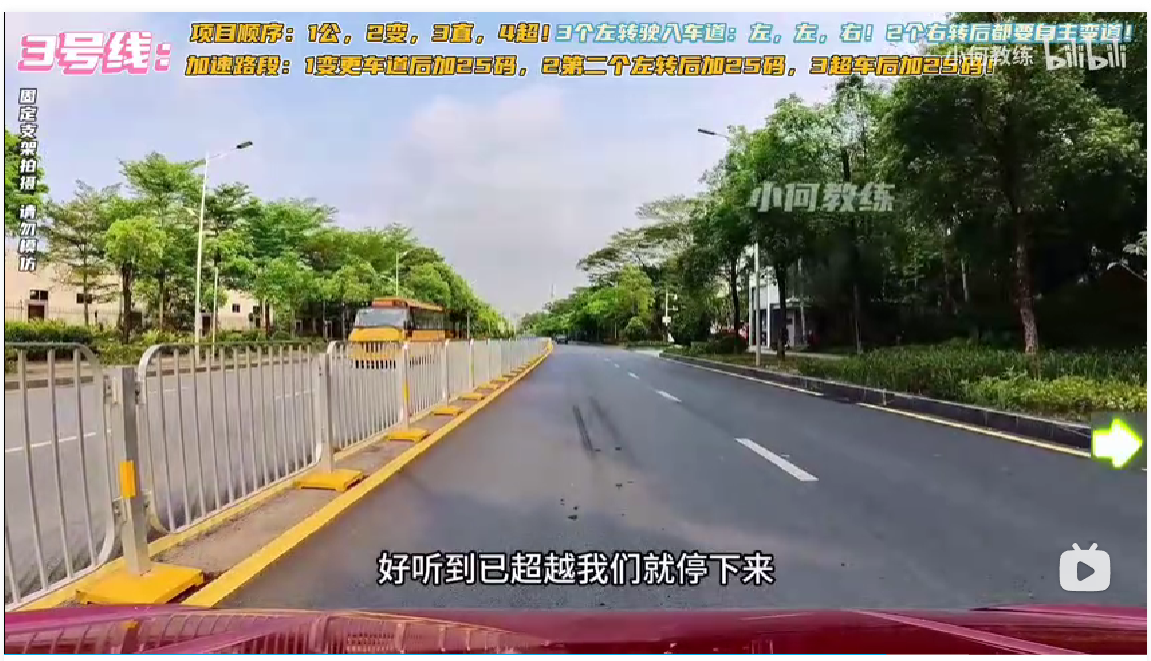 3号线:
项目顺序：1公，2变，3直，4超！3个左转驶入车道：左，左，右！2个右转后都要自主变道！
加速路段：1变更车道后加25码，2第二个左转后加25码，3超车后加25码！
小何教练 bilibili
固定支架拍摄 请勿模仿
小何教练
好听到已超越我们就停下来